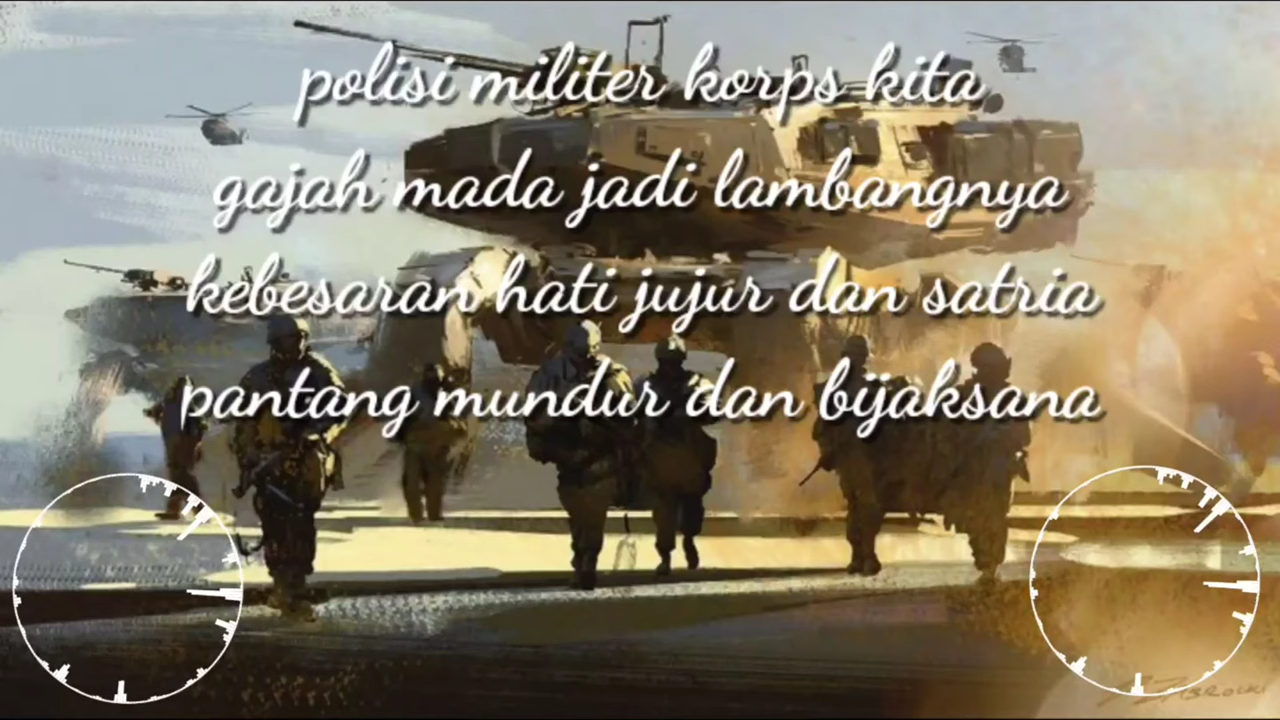 polisi militer korps kita
gajah mada jadi lambangnya
kebesaran hati jujur dan satria
pantang mundur dan bijaksana